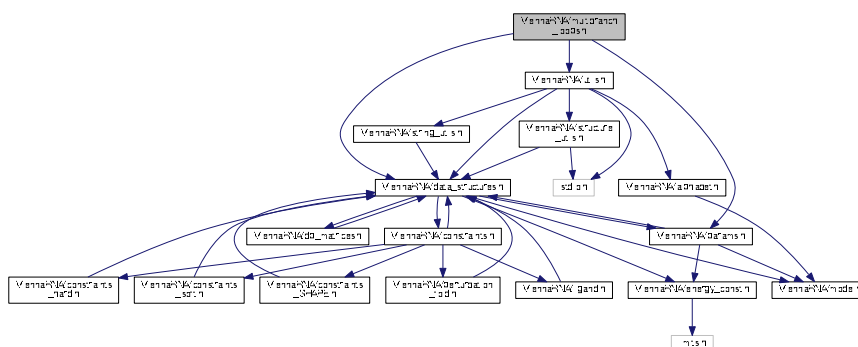 ViennaRNA/multibranch
_loops.h
ViennaRNA/utils.h
ViennaRNA/string_utils.h
ViennaRNA/structure
_utils.h
ViennaRNA/data_structures.h
stdio.h
ViennaRNA/alphabet.h
ViennaRNA/dp_matrices.h
ViennaRNA/constraints.h
ViennaRNA/params.h
ViennaRNA/constraints
_hard.h
ViennaRNA/constraints
_soft.h
ViennaRNA/constraints
_SHAPE.h
ViennaRNA/perturbation
_fold.h
ViennaRNA/ligand.h
ViennaRNA/energy_const.h
ViennaRNA/model.h
limits.h